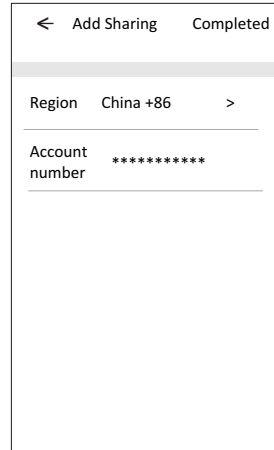 ← Add Sharing Completed
Region China +86 >
Account
number ***********